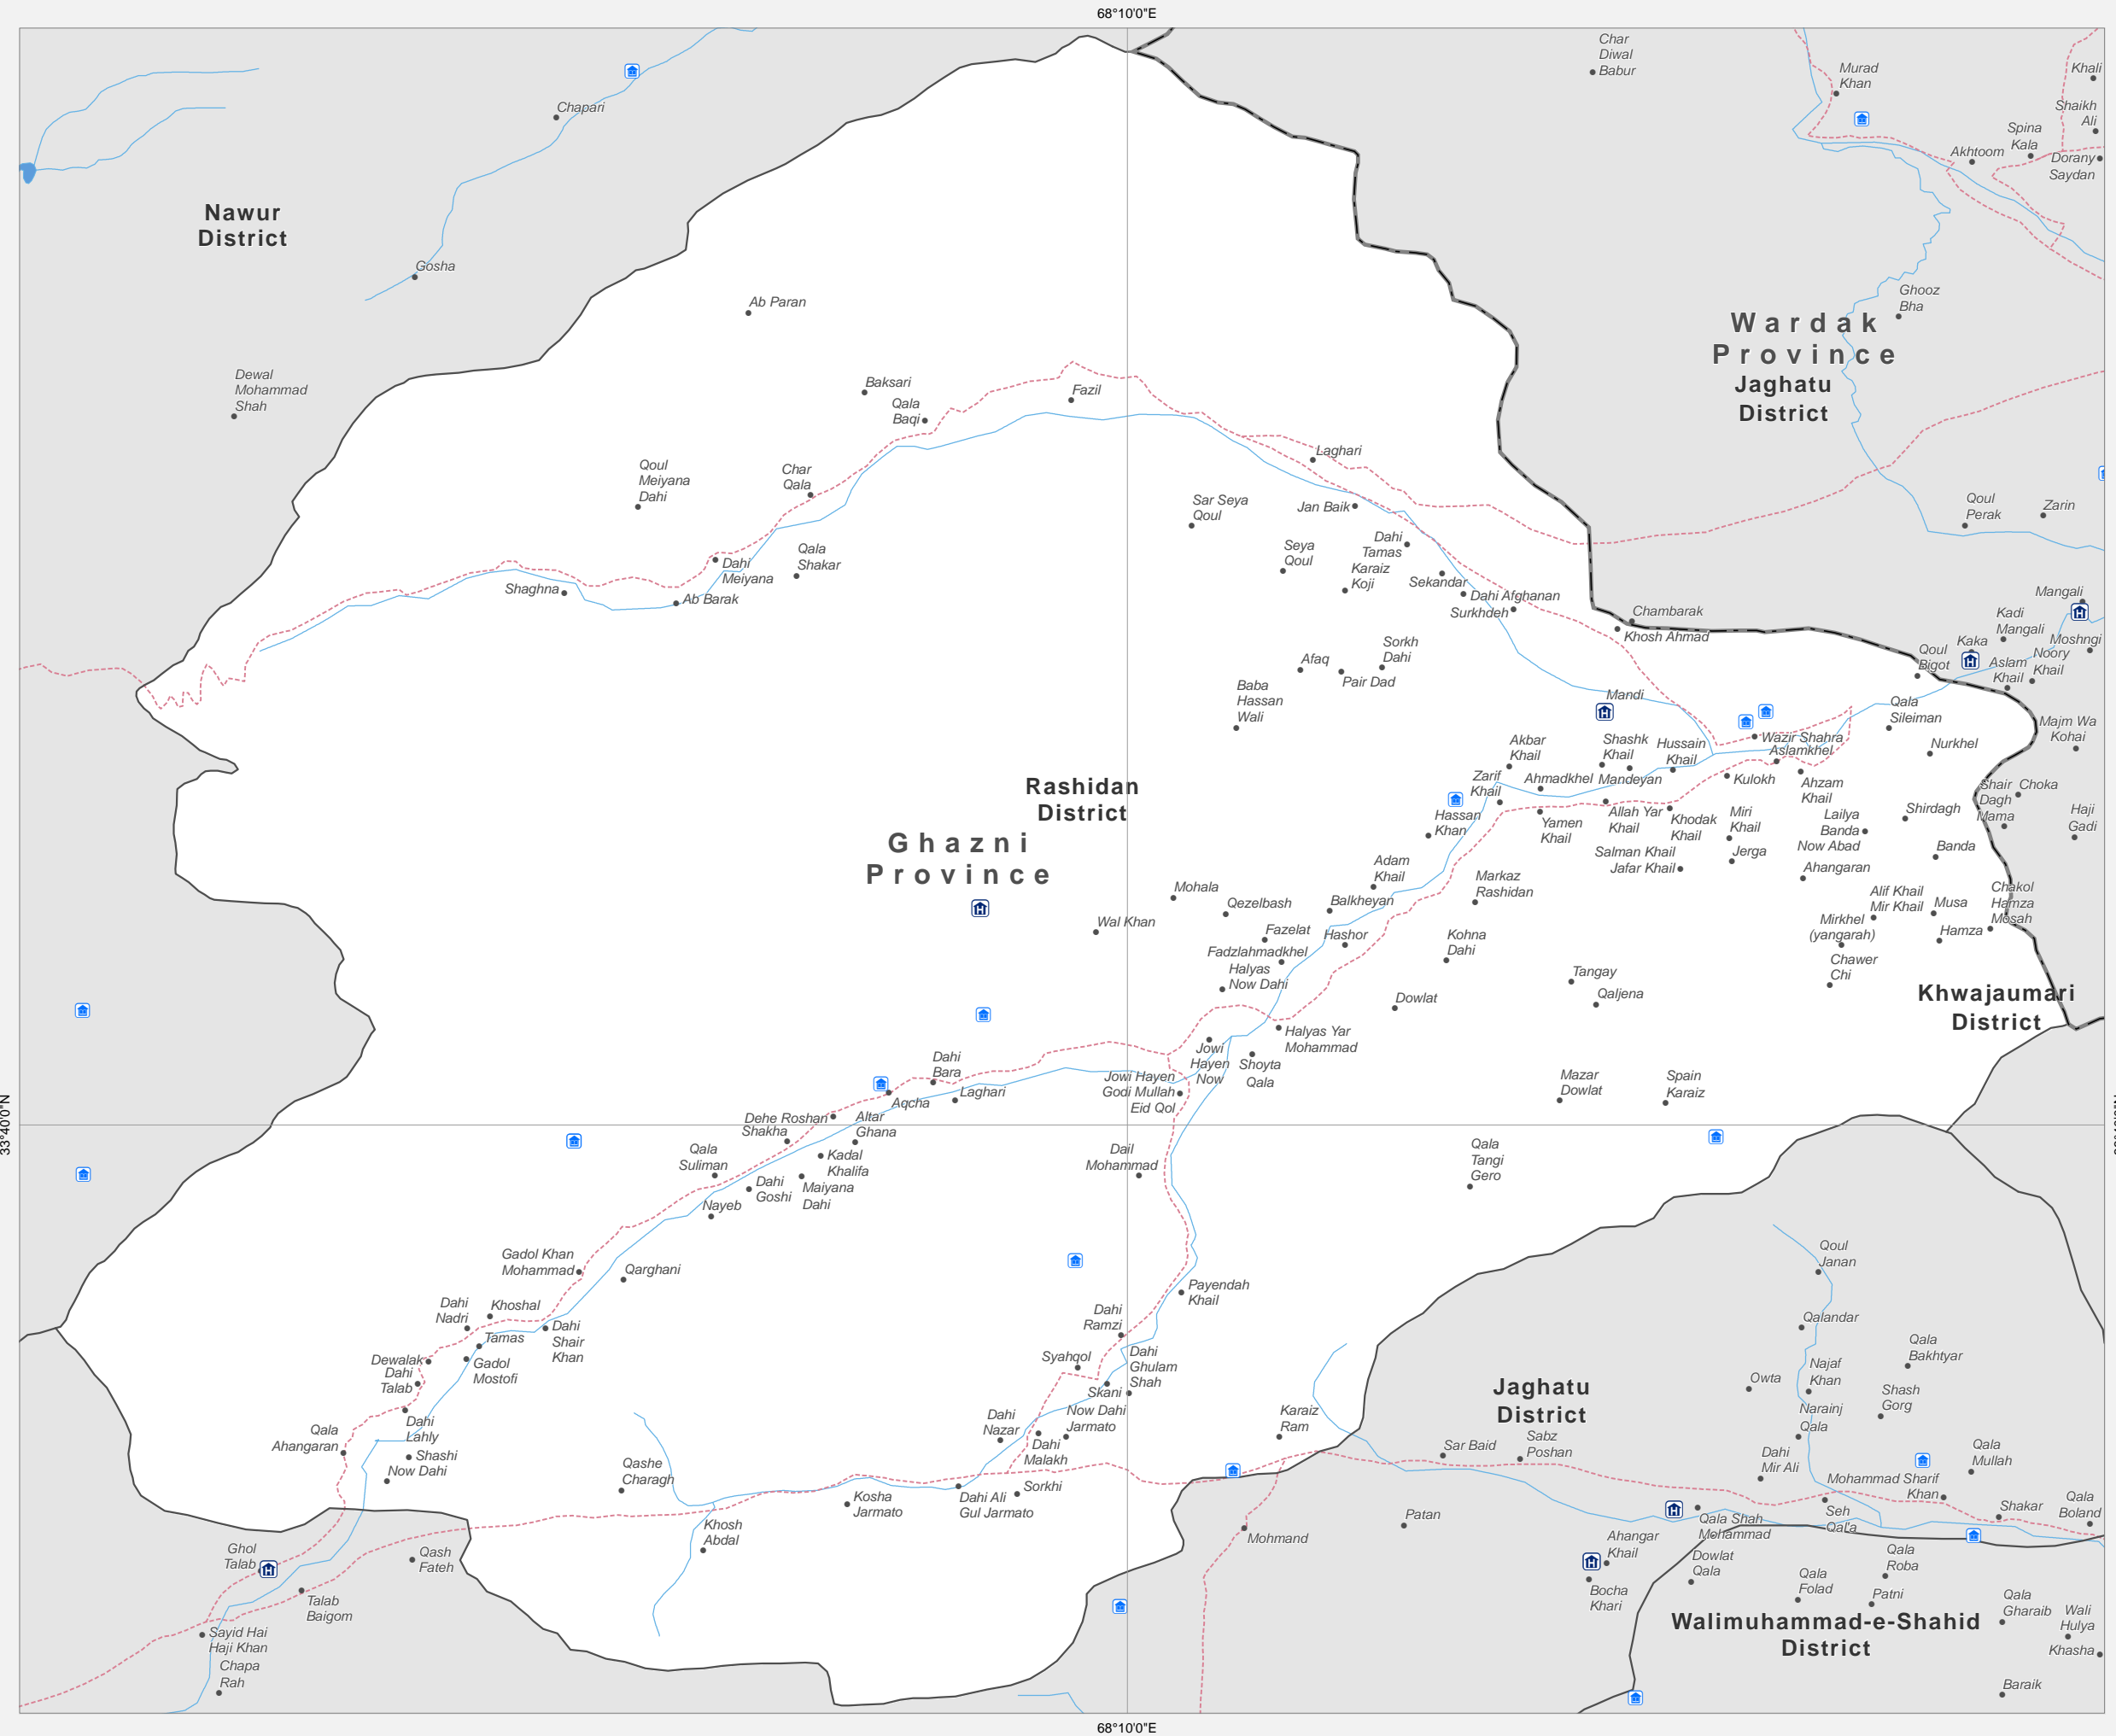 68°10'0"E
Char
Diwal
Babur
Murad
Khan
Khali
Shaikh
Ali
Spina
Kala
Akhtoom
Dorany
Saydan
Chapari
Nawur
District
Gosha
Ab Paran
Ghooz
Bha
Wardak
Province
Jaghatu
District
Dewal
Mohammad
Shah
Baksari
Qala
Baqi
Fazil
Laghari
Qoul
Meiyana
Dahi
Char
Qala
Sar Seya
Qoul
Jan Baik
Qoul
Perak
Zarin
Dahi
Meiyana
Qala
Shakar
Seya
Qoul
Dahi
Tamas
Karaiz
Koji
Sekandar
Shaghna
Ab Barak
Dahi Afghanan
Surkhdeh
Chambarak
Khosh Ahmad
Mangali
Kadi
Mangali
Moshngi
Kaka
Noory
Khail
Aslam
Khail
Qoul
Bigot
Sorkh
Dahi
Afaq
Pair Dad
Baba
Hassan
Wali
Mandi
Qala
Sileiman
Majm Wa
Kohai
Nurkhel
Wazir Shahra
Aslamkhel
Akbar
Khail
Shashk
Khail
Hussain
Khail
Zarif
Khail
Ahmadkhel
Mandeyan
Kulokh
Ahzam
Khail
Shair
Dagh
Mama
Choka
Haji
Gadi
Rashidan
District
Hassan
Khan
Yamen
Khail
Allah Yar
Khail
Khodak
Khail
Miri
Khail
Lailya
Banda
Now Abad
Shirdagh
Ghazni
Province
Salman Khail
Jafar Khail
Jerga
Banda
Ahangaran
Adam
Khail
Markaz
Rashidan
Mohala
Qezelbash
Balkheyan
Alif Khail
Mir Khail
Musa
Chakol
Hamza
Mosah
Wal Khan
Fazelat
Hashor
Kohna
Dahi
Mirkhel
(yangarah)
Hamza
Fadzlahmadkhel
Halyas
Now Dahi
Chawer
Chi
Tangay
Qaljena
Dowlat
Khwajaumari
District
Halyas Yar
Mohammad
Jowi
Hayen
Now
Shoyta
Qala
Dahi
Bara
Jowi Hayen
Godi Mullah
Eid Qol
Mazar
Dowlat
Spain
Karaiz
Laghari
Aqcha
33°40'0"N
Dehe Roshan
Shakha
Altar
Ghana
Qala
Suliman
Kadal
Khalifa
Dail
Mohammad
Qala
Tangi
Gero
Dahi
Goshi
Maiyana
Dahi
Nayeb
Gadol Khan
Mohammad
Qarghani
Qoul
Janan
Payendah
Khail
Dahi
Nadri
Khoshal
Dahi
Ramzi
Qalandar
Tamas
Dahi
Shair
Khan
Qala
Bakhtyar
Dewalak
Dahi
Talab
Gadol
Mostofi
Syahqol
Dahi
Ghulam
Shah
Najaf
Khan
Owta
Skani
Jaghatu
District
Shash
Gorg
Dahi
Lahly
Now Dahi
Jarmato
Karaiz
Ram
Narainj
Qala
Qala
Ahangaran
Dahi
Nazar
Dahi
Malakh
Sar Baid
Sabz
Poshan
Shashi
Now Dahi
Qashe
Charagh
Dahi
Mir Ali
Qala
Mullah
Mohammad Sharif
Khan
Sorkhi
Kosha
Jarmato
Dahi Ali
Gul Jarmato
Patan
Qala Shah
Mohammad
Seh
Qal'a
Shakar
Qala
Boland
Khosh
Abdal
Mohmand
Ahangar
Khail
Ghol
Talab
Qash
Fateh
Dowlat
Qala
Qala
Roba
Bocha
Khari
Qala
Folad
Patni
Talab
Baigom
Qala
Gharaib
Wali
Hulya
Walimuhammad-e-Shahid
District
Khasha
Sayid Hai
Haji Khan
Chapa
Rah
Baraik
68°10'0"E